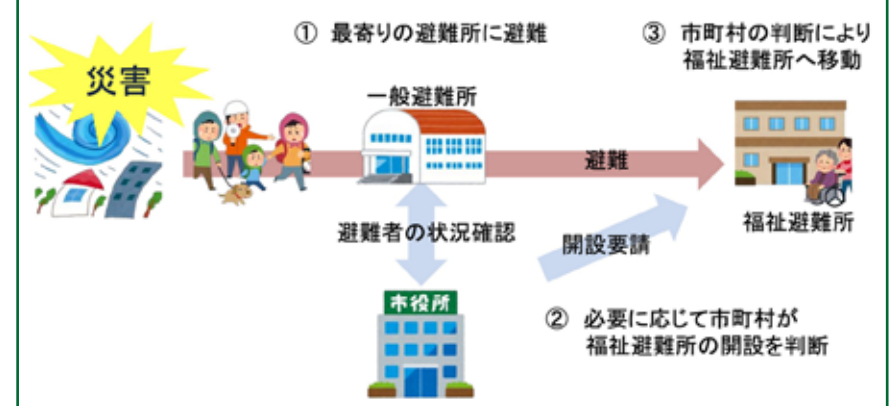 災害
① 最寄りの避難所に避難
一般避難所
③ 市町村の判断により
福祉避難所へ移動
避難
福祉避難所
避難者の状況確認
開設要請
市役所
② 必要に応じて市町村が
福祉避難所の開設を判断